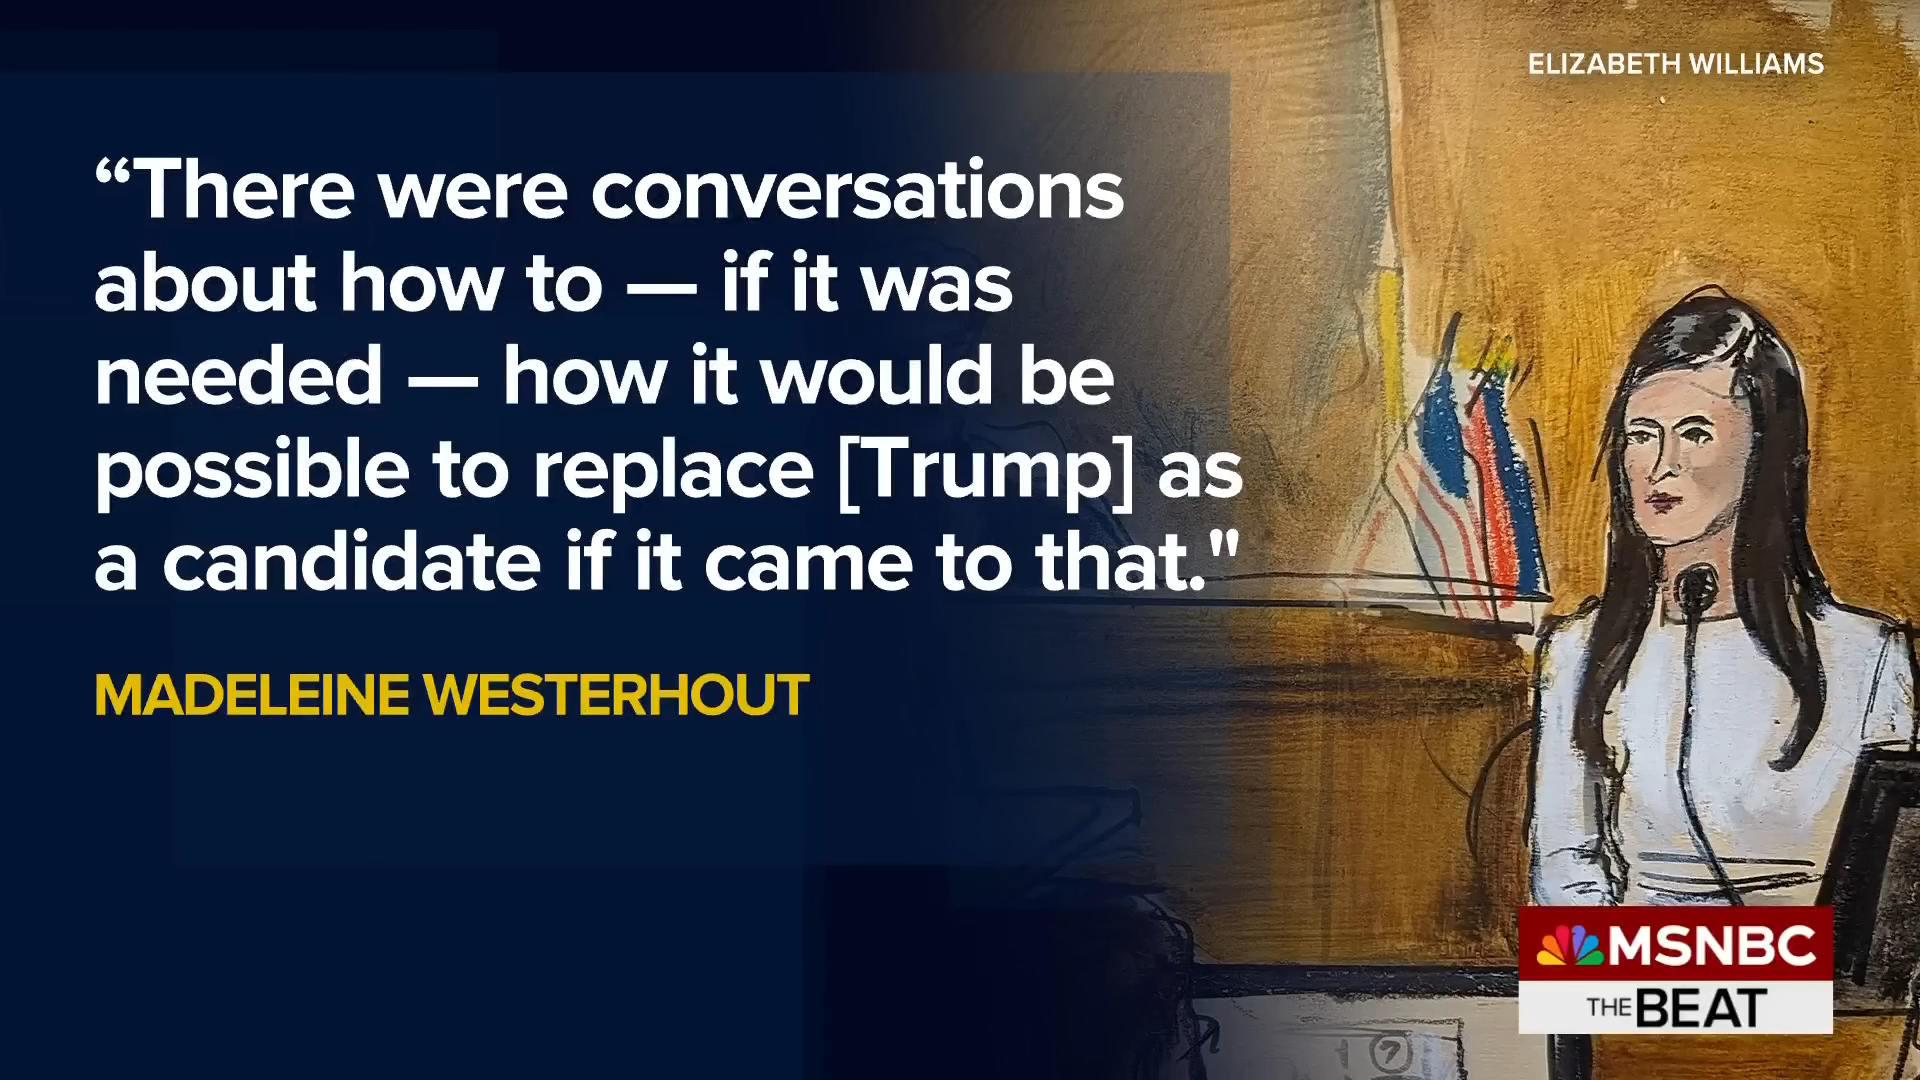 ELIZABETH WILLIAMS
“There were conversations
about how to — if it was
needed — how it would be
possible to replace [Trump] as
a candidate if it came to that."
MADELEINE WESTERHOUT
MSNBC
THE BEAT
7